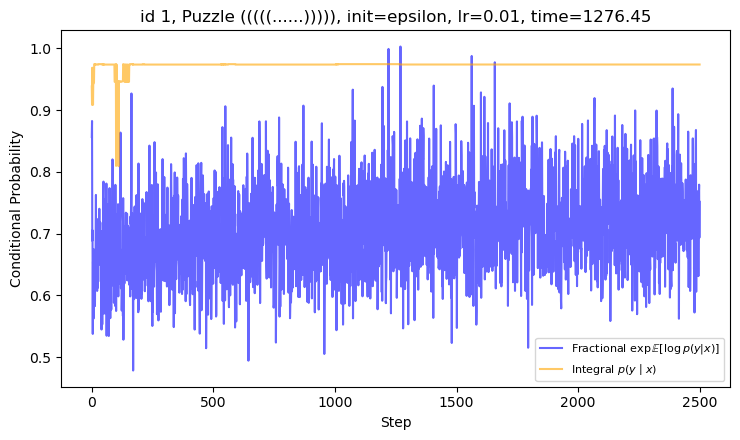 id 1, Puzzle (((((......))))), init=epsilon, lr=0.01, time=1276.45
Conditional Probability
1.0
0.9
0.8
0.7
0.6
0.5
0
500
1000
1500
2000
2500
Step
Fractional exp 𝔼[log p(y|x)]
Integral p(y | x)